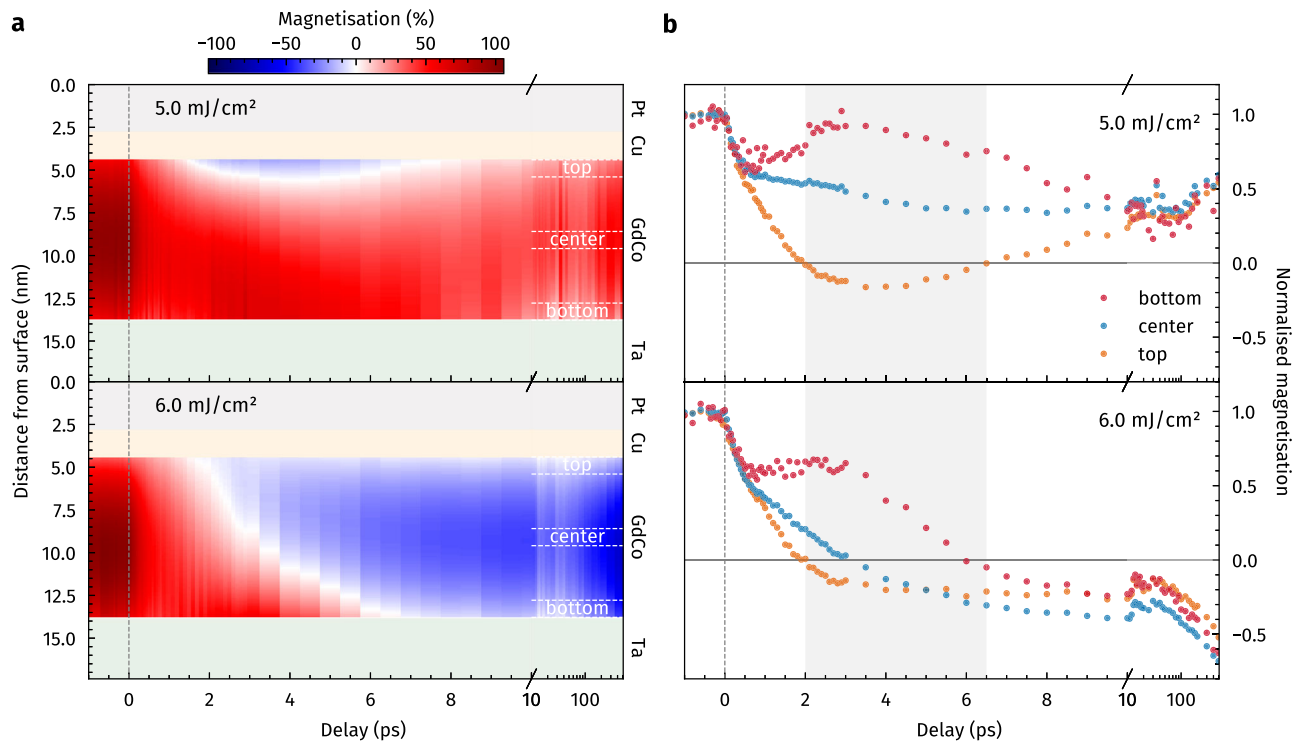 a
Magnetisation (%)
−100 −50 0 50 100
0.0
2.5
5.0
7.5
10.0
12.5
15.0
5.0 mJ/cm²
Pt
Cu
top
GdCo
center
bottom
Ta
0.0
2.5
5.0
7.5
10.0
12.5
15.0
6.0 mJ/cm²
Pt
Cu
top
GdCo
center
bottom
Ta
Distance from surface (nm)
0 2 4 6 8 10 100
Delay (ps)
b
5.0 mJ/cm²
1.0
0.5
0.0
−0.5
bottom
center
top
6.0 mJ/cm²
1.0
0.5
0.0
−0.5
Normalised magnetisation
0 2 4 6 8 10 100
Delay (ps)